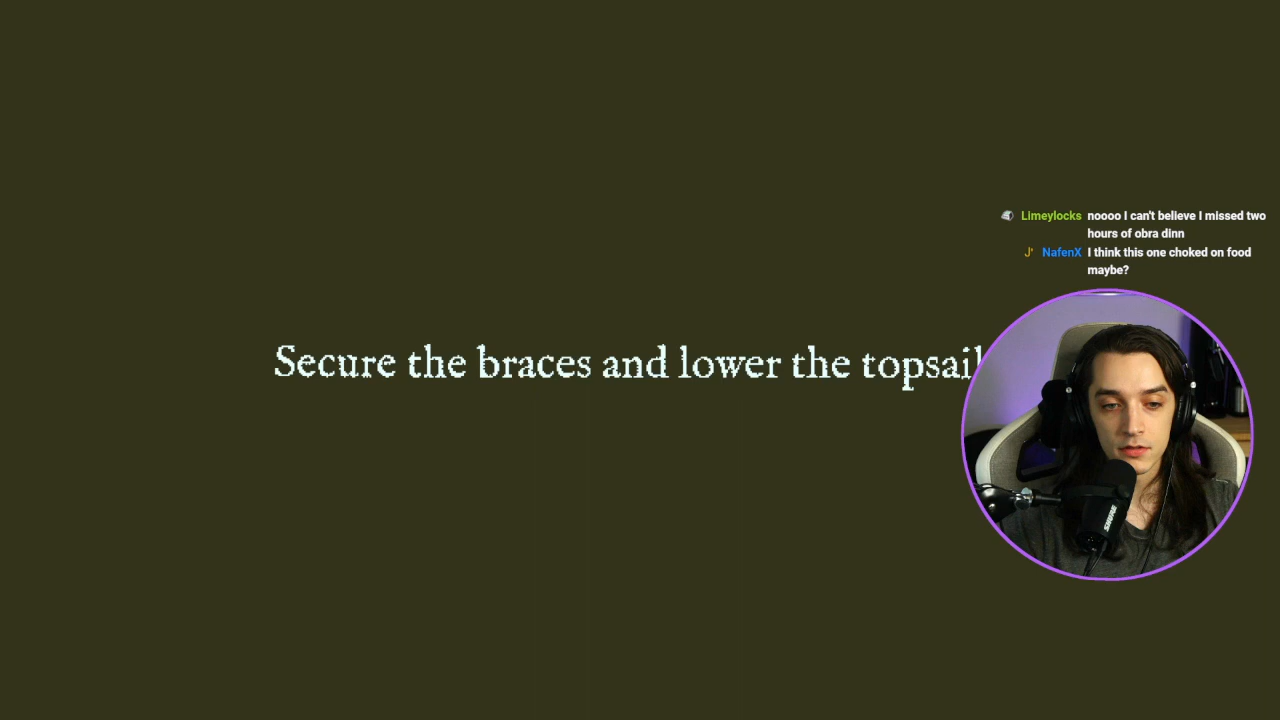 Limeylocks noooo I can't believe I missed two
hours of obra dinn
NafenX I think this one choked on food
maybe?
Secure the braces and lower the topsail
SHURE